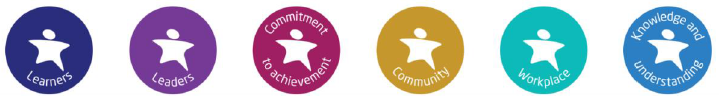 Learners
Leaders
Commitment
to achievement
Community
Workplace
Knowledge and
understanding